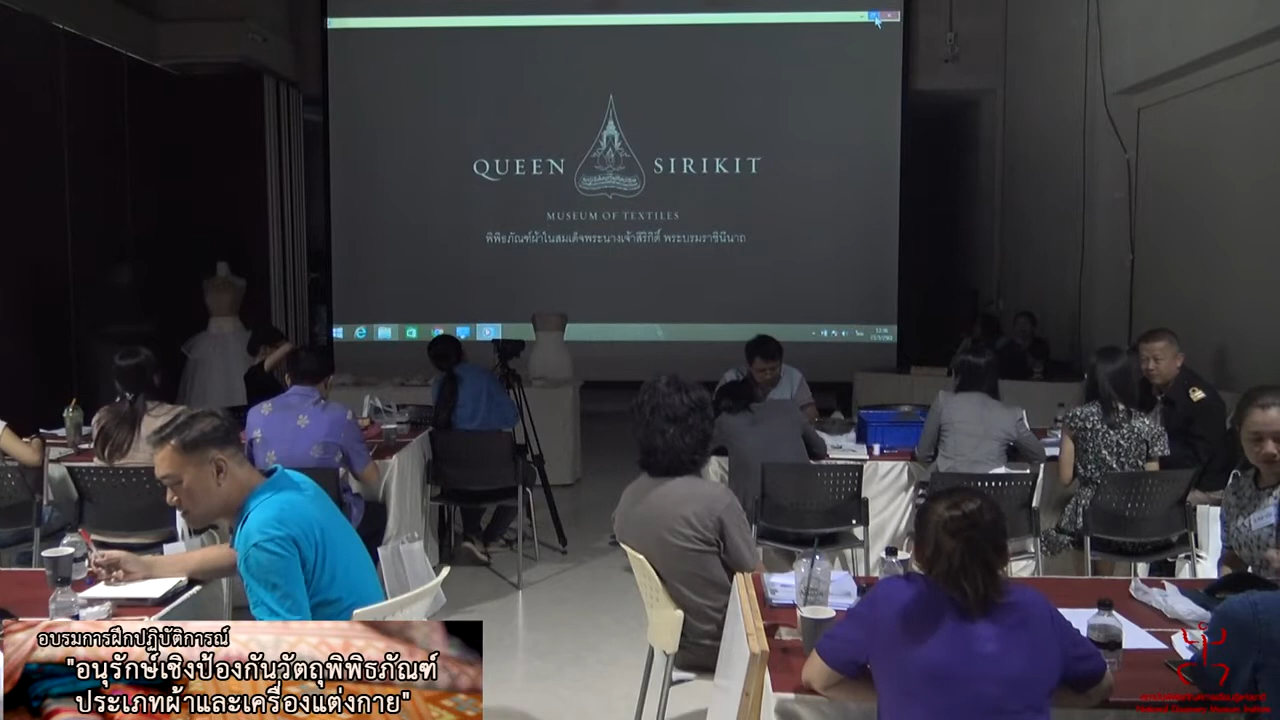 QUEEN SIRIKIT
MUSEUM OF TEXTILES
พิพิธภัณฑ์ผ้าในสมเด็จพระนางเจ้าสิริกิติ์ พระบรมราชินีนาถ
อบรมการฝึกปฏิบัติการณ์
"อนุรักษ์เชิงป้องกันวัตถุพิพิธภัณฑ์
ประเภทผ้าและเครื่องแต่งกาย"